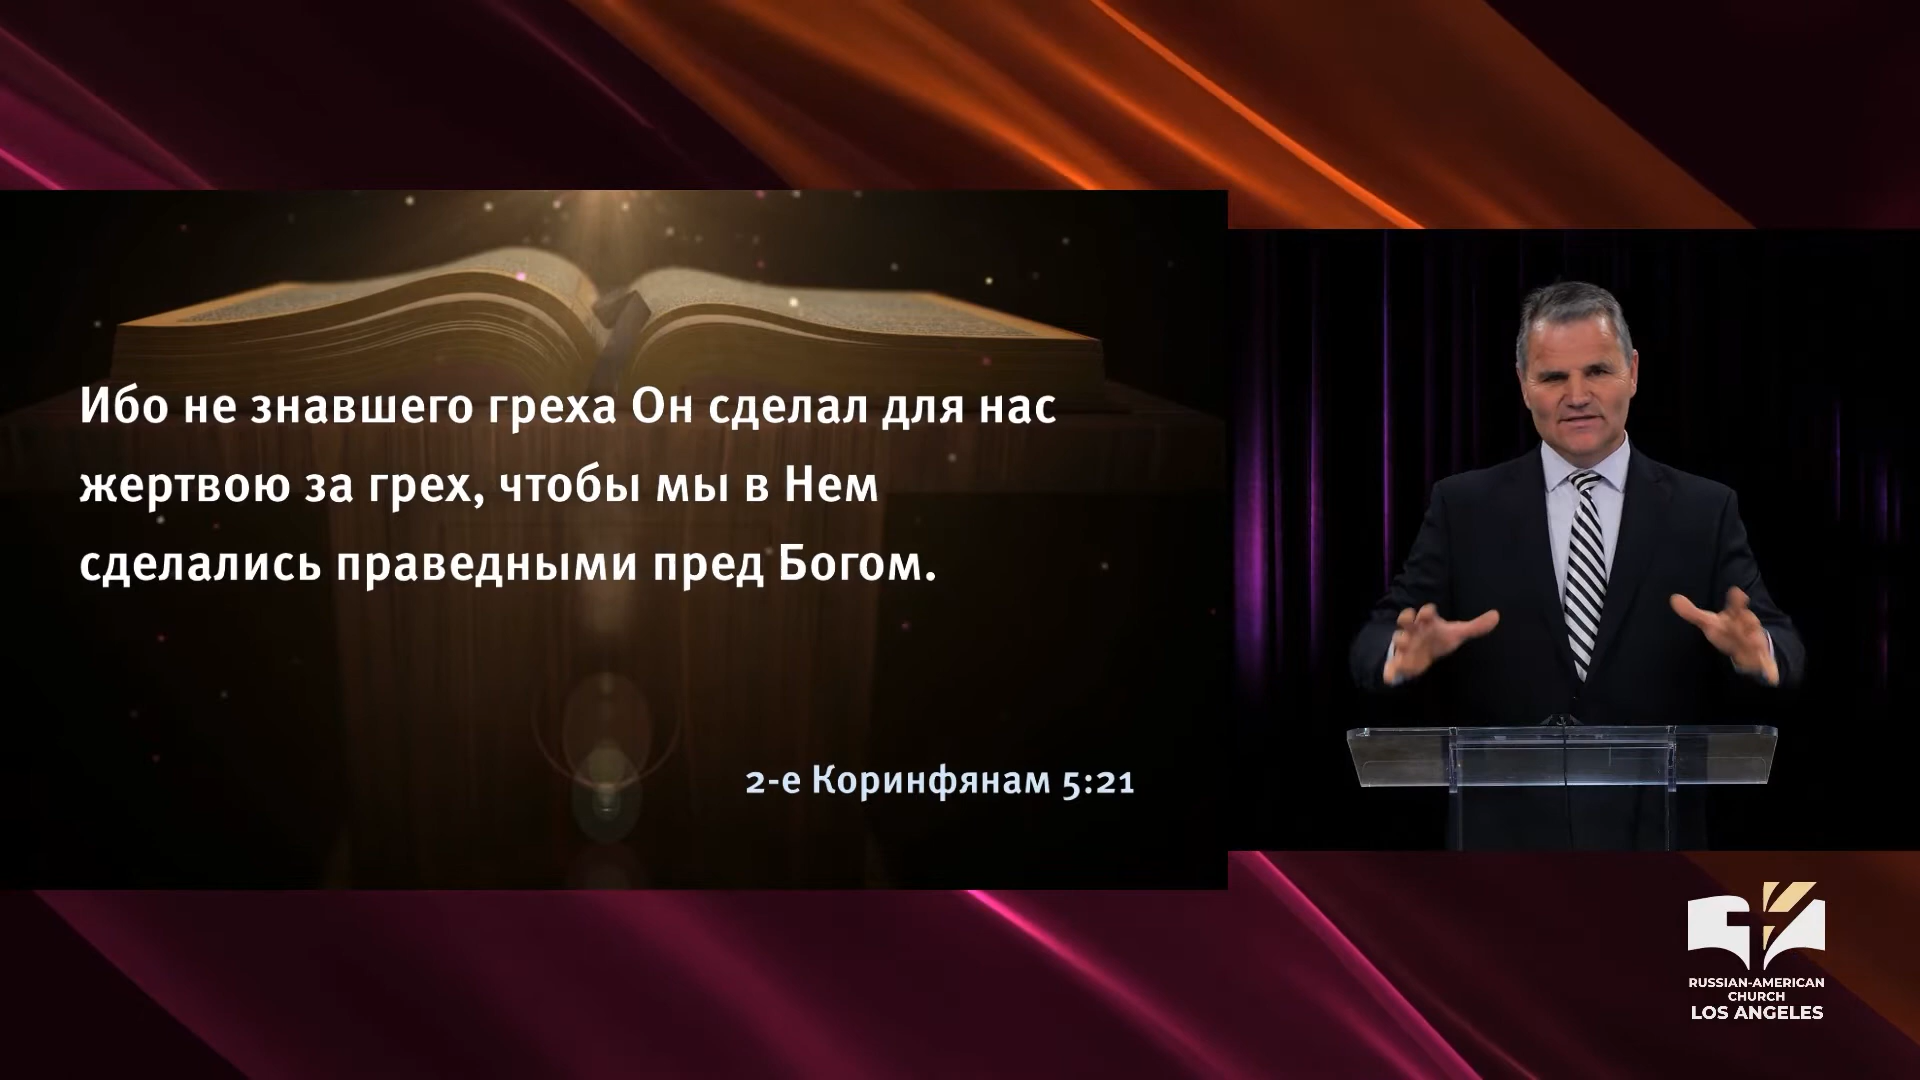 Ибо не знавшего греха Он сделал для нас
жертвою за грех, чтобы мы в Нем
сделались праведными пред Богом.
2-е Коринфянам 5:21
RUSSIAN-AMERICAN
CHURCH
LOS ANGELES